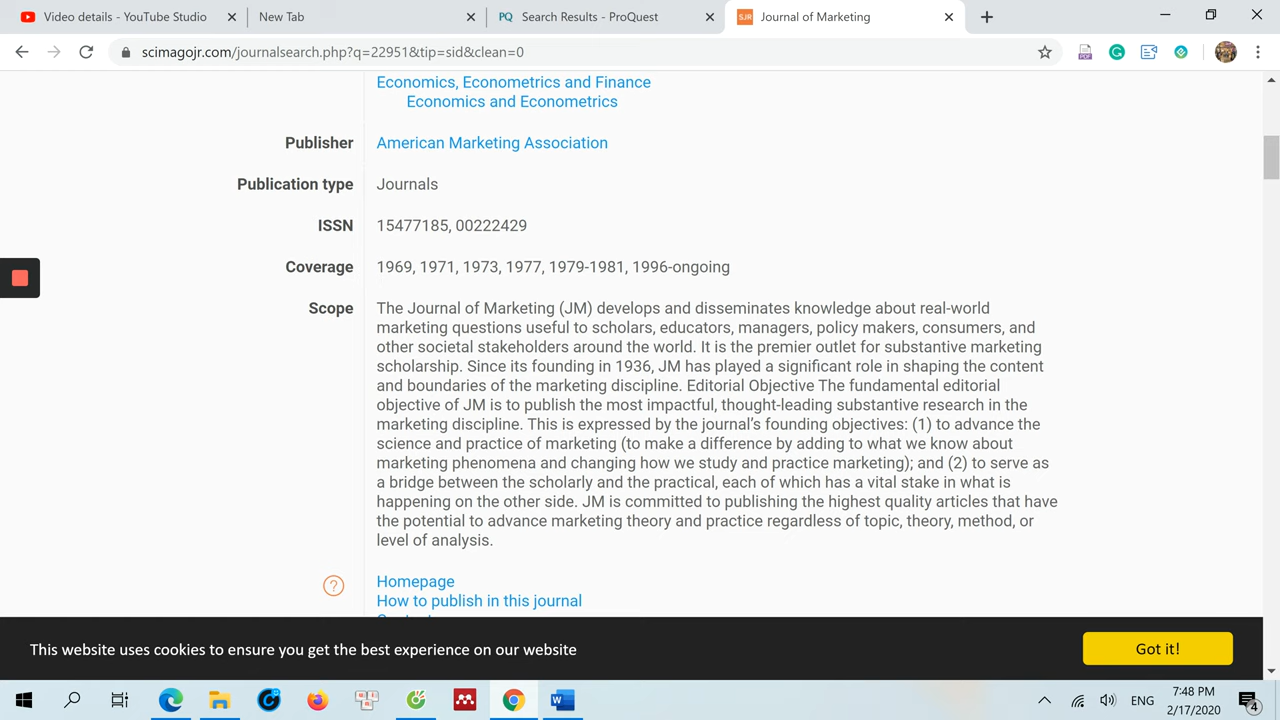 Video details - YouTube Studio
New Tab
PQ Search Results - ProQuest
SJR Journal of Marketing
scimagojr.com/journalsearch.php?q=22951&tip=sid&clean=0
PDF
Economics, Econometrics and Finance
Economics and Econometrics
Publisher American Marketing Association
Publication type Journals
ISSN 15477185, 00222429
Coverage 1969, 1971, 1973, 1977, 1979-1981, 1996-ongoing
Scope The Journal of Marketing (JM) develops and disseminates knowledge about real-world
marketing questions useful to scholars, educators, managers, policy makers, consumers, and
other societal stakeholders around the world. It is the premier outlet for substantive marketing
scholarship. Since its founding in 1936, JM has played a significant role in shaping the content
and boundaries of the marketing discipline. Editorial Objective The fundamental editorial
objective of JM is to publish the most impactful, thought-leading substantive research in the
marketing discipline. This is expressed by the journal's founding objectives: (1) to advance the
science and practice of marketing (to make a difference by adding to what we know about
marketing phenomena and changing how we study and practice marketing); and (2) to serve as
a bridge between the scholarly and the practical, each of which has a vital stake in what is
happening on the other side. JM is committed to publishing the highest quality articles that have
the potential to advance marketing theory and practice regardless of topic, theory, method, or
level of analysis.
? Homepage
How to publish in this journal
This website uses cookies to ensure you get the best experience on our website
Got it!
ENG
7:48 PM
2/17/2020
4